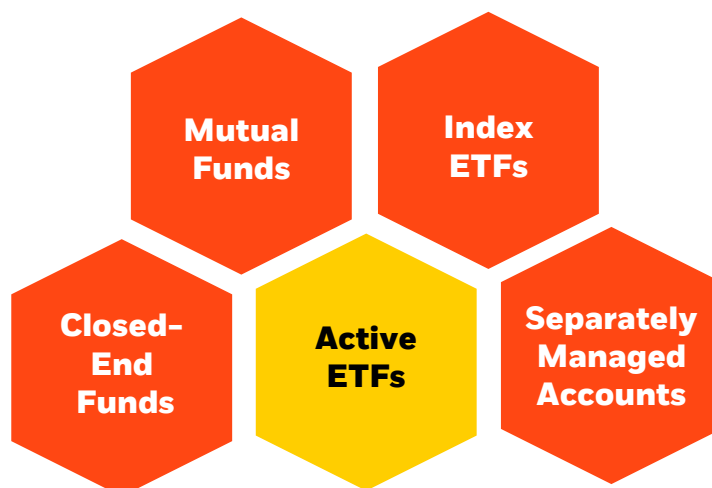 Mutual
Funds
Index
ETFs
Closed-
End
Funds
Active
ETFs
Separately
Managed
Accounts